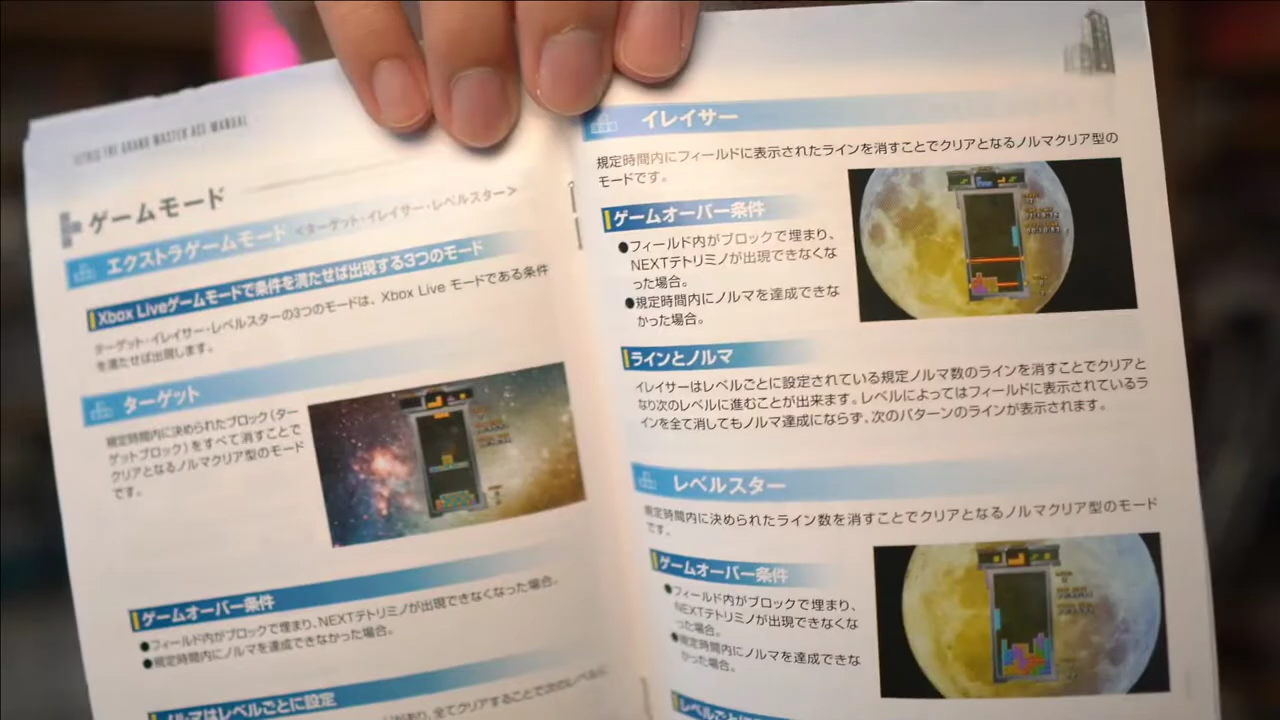 TETRIS THE GRAND MASTER ACE MANUAL
ゲームモード
エクストラゲームモード <ターゲット・イレイサー・レベルスター>
Xbox Liveゲームモードで条件を満たせば出現する3つのモード
ターゲット・イレイサー・レベルスターの3つのモードは、Xbox Live モードである条件
を満たせば出現します。
ターゲット
規定時間内に決められたブロック(ター
ゲットブロック)をすべて消すことで
クリアとなるノルマクリア型のモード
です。
ゲームオーバー条件
●フィールド内がブロックで埋まり、NEXTテトリミノが出現できなくなった場合。
●規定時間内にノルマを達成できなかった場合。
ノルマはレベルごとに設定
があり、全てクリアすることで次のレベル
イレイサー
規定時間内にフィールドに表示されたラインを消すことでクリアとなるノルマクリア型の
モードです。
ゲームオーバー条件
●フィールド内がブロックで埋まり、
NEXTテトリミノが出現できなくな
った場合。
●規定時間内にノルマを達成できな
かった場合。
ラインとノルマ
イレイサーはレベルごとに設定されている規定ノルマ数のラインを消すことでクリアと
なり次のレベルに進むことが出来ます。レベルによってはフィールドに表示されているラ
インを全て消してもノルマ達成にならず、次のパターンのラインが表示されます。
レベルスター
規定時間内に決められたライン数を消すことでクリアとなるノルマクリア型のモード
です。
ゲームオーバー条件
●フィールド内がブロックで埋まり、
NEXTテトリミノが出現できなくな
った場合。
●規定時間内にノルマを達成できな
かった場合。
レベルごとに